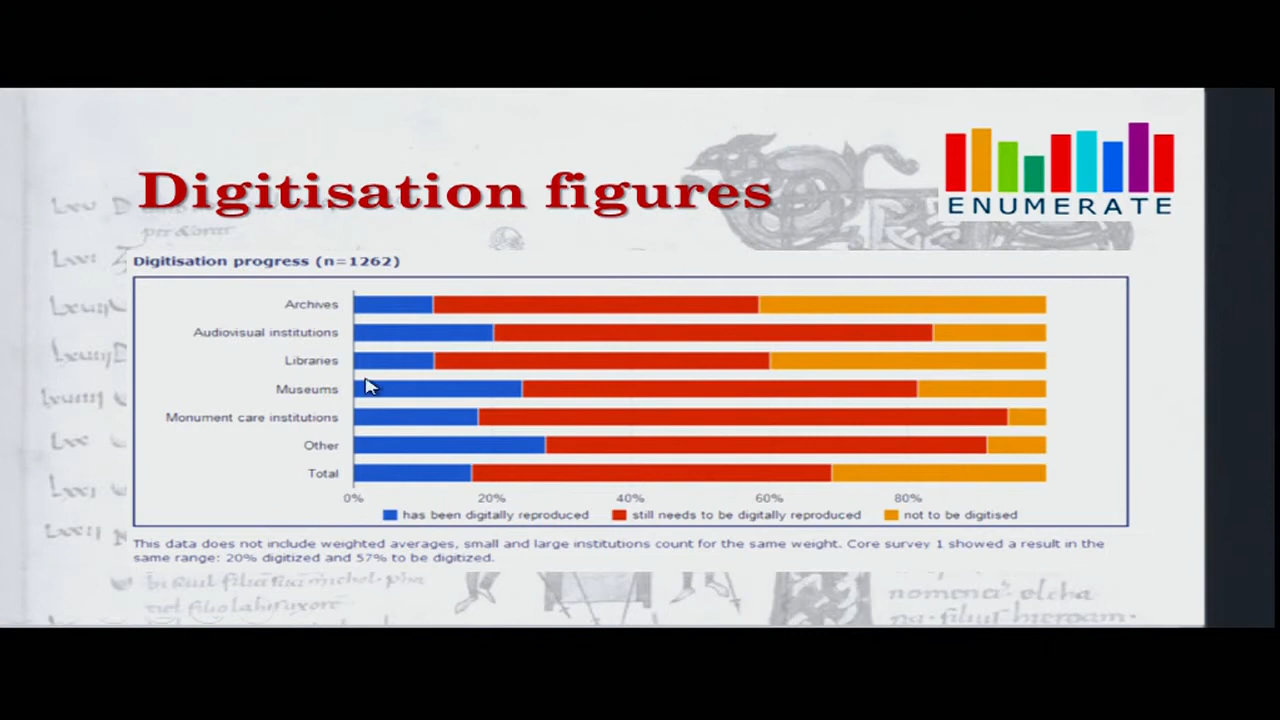 Digitisation figures
ENUMERATE
Digitisation progress (n=1262)
Archives
Audiovisual institutions
Libraries
Museums
Monument care institutions
Other
Total
0% 20% 40% 60% 80%
has been digitally reproduced still needs to be digitally reproduced not to be digitised
This data does not include weighted averages, small and large institutions count for the same weight. Core survey 1 showed a result in the
same range: 20% digitized and 57% to be digitized.